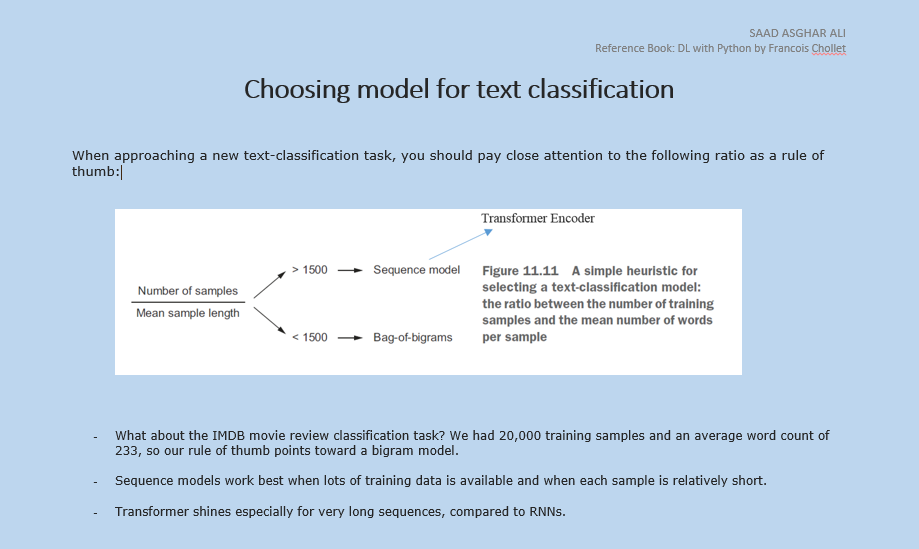 SAAD ASGHAR ALI
Reference Book: DL with Python by Francois Chollet
Choosing model for text classification
When approaching a new text-classification task, you should pay close attention to the following ratio as a rule of
thumb:
Transformer Encoder
> 1500
Sequence model
Number of samples
Mean sample length
< 1500
Bag-of-bigrams
Figure 11.11 A simple heuristic for
selecting a text-classification model:
the ratio between the number of training
samples and the mean number of words
per sample
- What about the IMDB movie review classification task? We had 20,000 training samples and an average word count of
233, so our rule of thumb points toward a bigram model.
- Sequence models work best when lots of training data is available and when each sample is relatively short.
- Transformer shines especially for very long sequences, compared to RNNs.